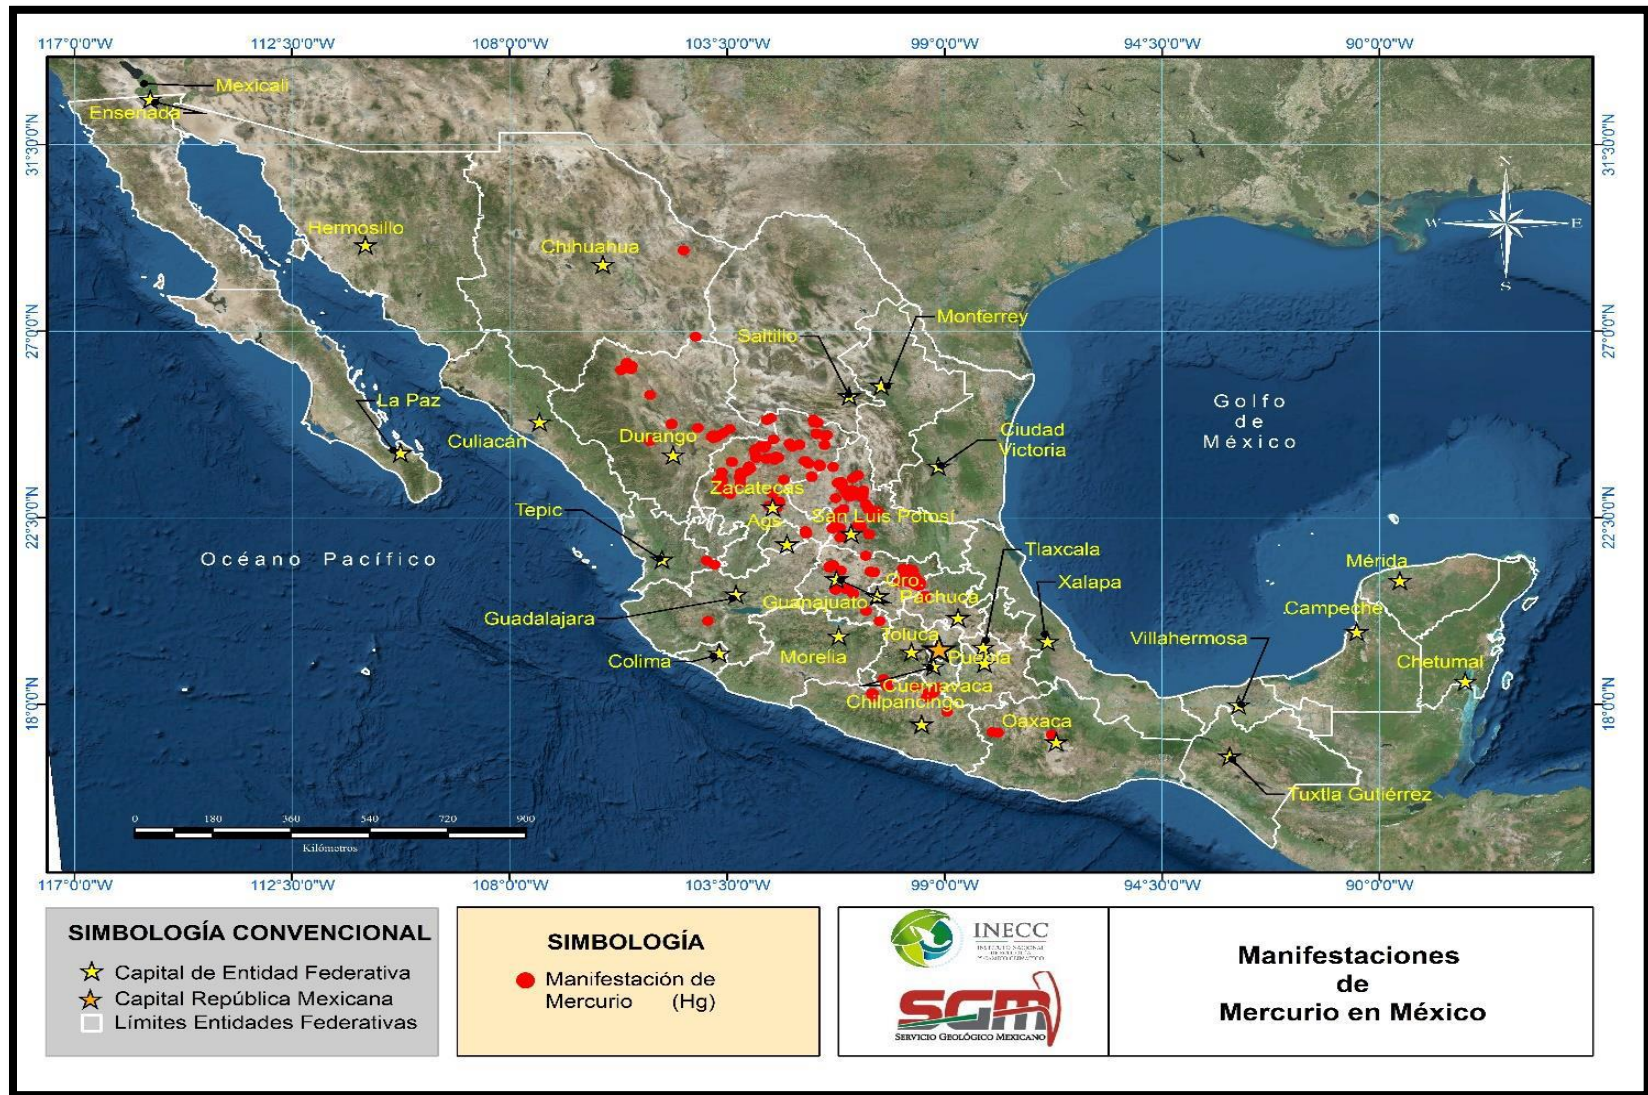 117°0'0"W 112°30'0"W 108°0'0"W 103°30'0"W 99°0'0"W 94°30'0"W 90°0'0"W
31°30'0"N
27°0'0"N
22°30'0"N
18°0'0"N
31°30'0"N
27°0'0"N
22°30'0"N
18°0'0"N
Mexicali
Ensenada
Hermosillo
Chihuahua
N
W E
S
Monterrey
Saltillo
La Paz
Golfo
de
México
Culiacán
Durango
Ciudad
Victoria
Zacatecas
Tepic
Ags.
San Luis Potosí
Océano Pacífico
Tlaxcala
Mérida
Xalapa
Qro.
Guanajuato
Pachuca
Campeche
Guadalajara
Toluca
Villahermosa
Colima
Morelia
Puebla
Chetumal
Cuernavaca
Chilpancingo
Oaxaca
Tuxtla Gutiérrez
0 180 360 540 720 900
Kilómetros
117°0'0"W 112°30'0"W 108°0'0"W 103°30'0"W 99°0'0"W 94°30'0"W 90°0'0"W
SIMBOLOGÍA CONVENCIONAL
Capital de Entidad Federativa
Capital República Mexicana
Límites Entidades Federativas
SIMBOLOGÍA
Manifestación de
Mercurio (Hg)
INECC
INSTITUTO NACIONAL
DE ECOLOGÍA
Y CAMBIO CLIMÁTICO
SGM
SERVICIO GEOLÓGICO MEXICANO
Manifestaciones
de
Mercurio en México